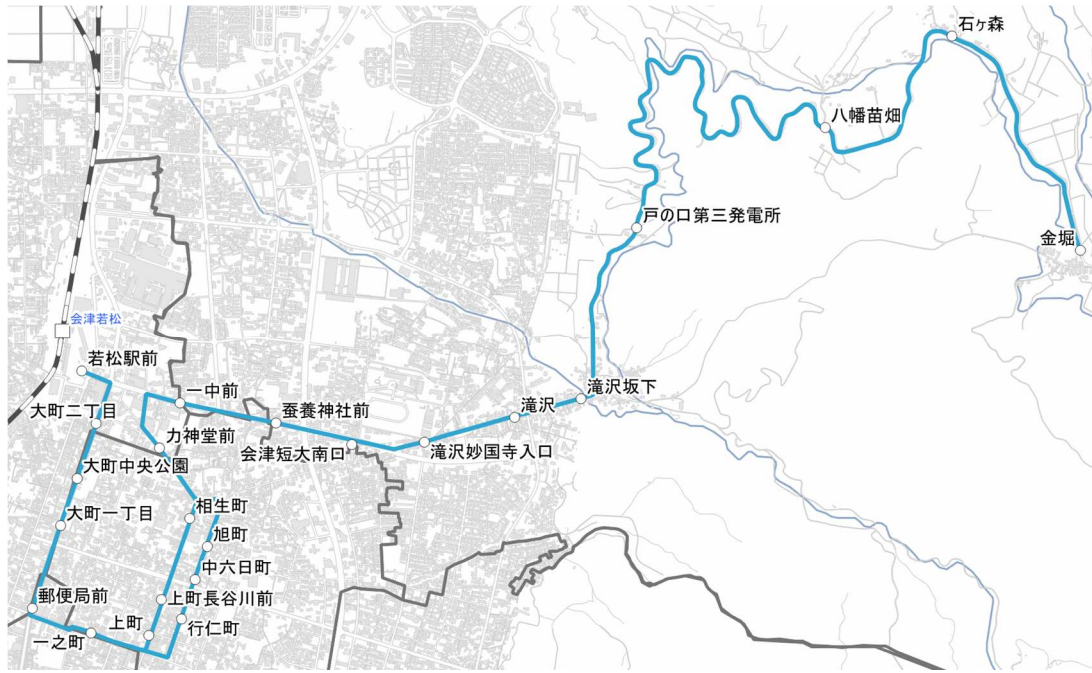 石ヶ森
八幡苗畑
戸の口第三発電所
金堀
会津若松
若松駅前
一中前
滝沢坂下
大町二丁目
蚕養神社前
滝沢
力神堂前
会津短大南口
滝沢妙国寺入口
大町中央公園
大町一丁目
相生町
旭町
中六日町
郵便局前
上町長谷川前
一之町
上町
行仁町